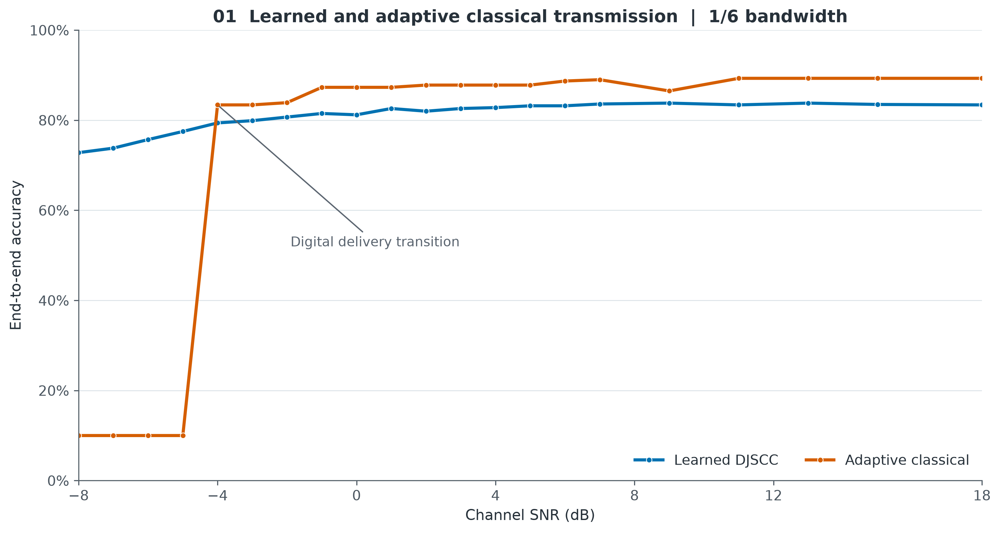 01  Learned and adaptive classical transmission  |  1/6 bandwidth
100%
80%
60%
40%
20%
0%
End-to-end accuracy
Digital delivery transition
Learned DJSCC
Adaptive classical
−8
−4
0
4
8
12
18
Channel SNR (dB)